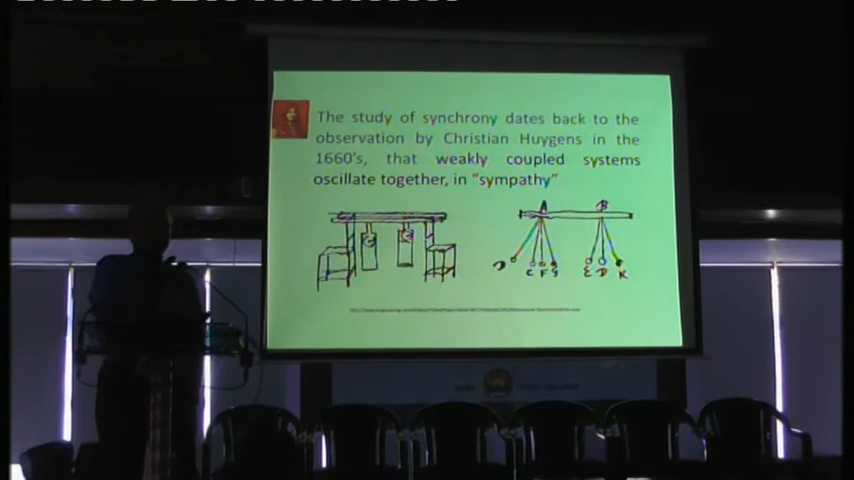 The study of synchrony dates back to the
observation by Christian Huygens in the
1660's, that weakly coupled systems
oscillate together, in "sympathy"
A B
D C F G E D K